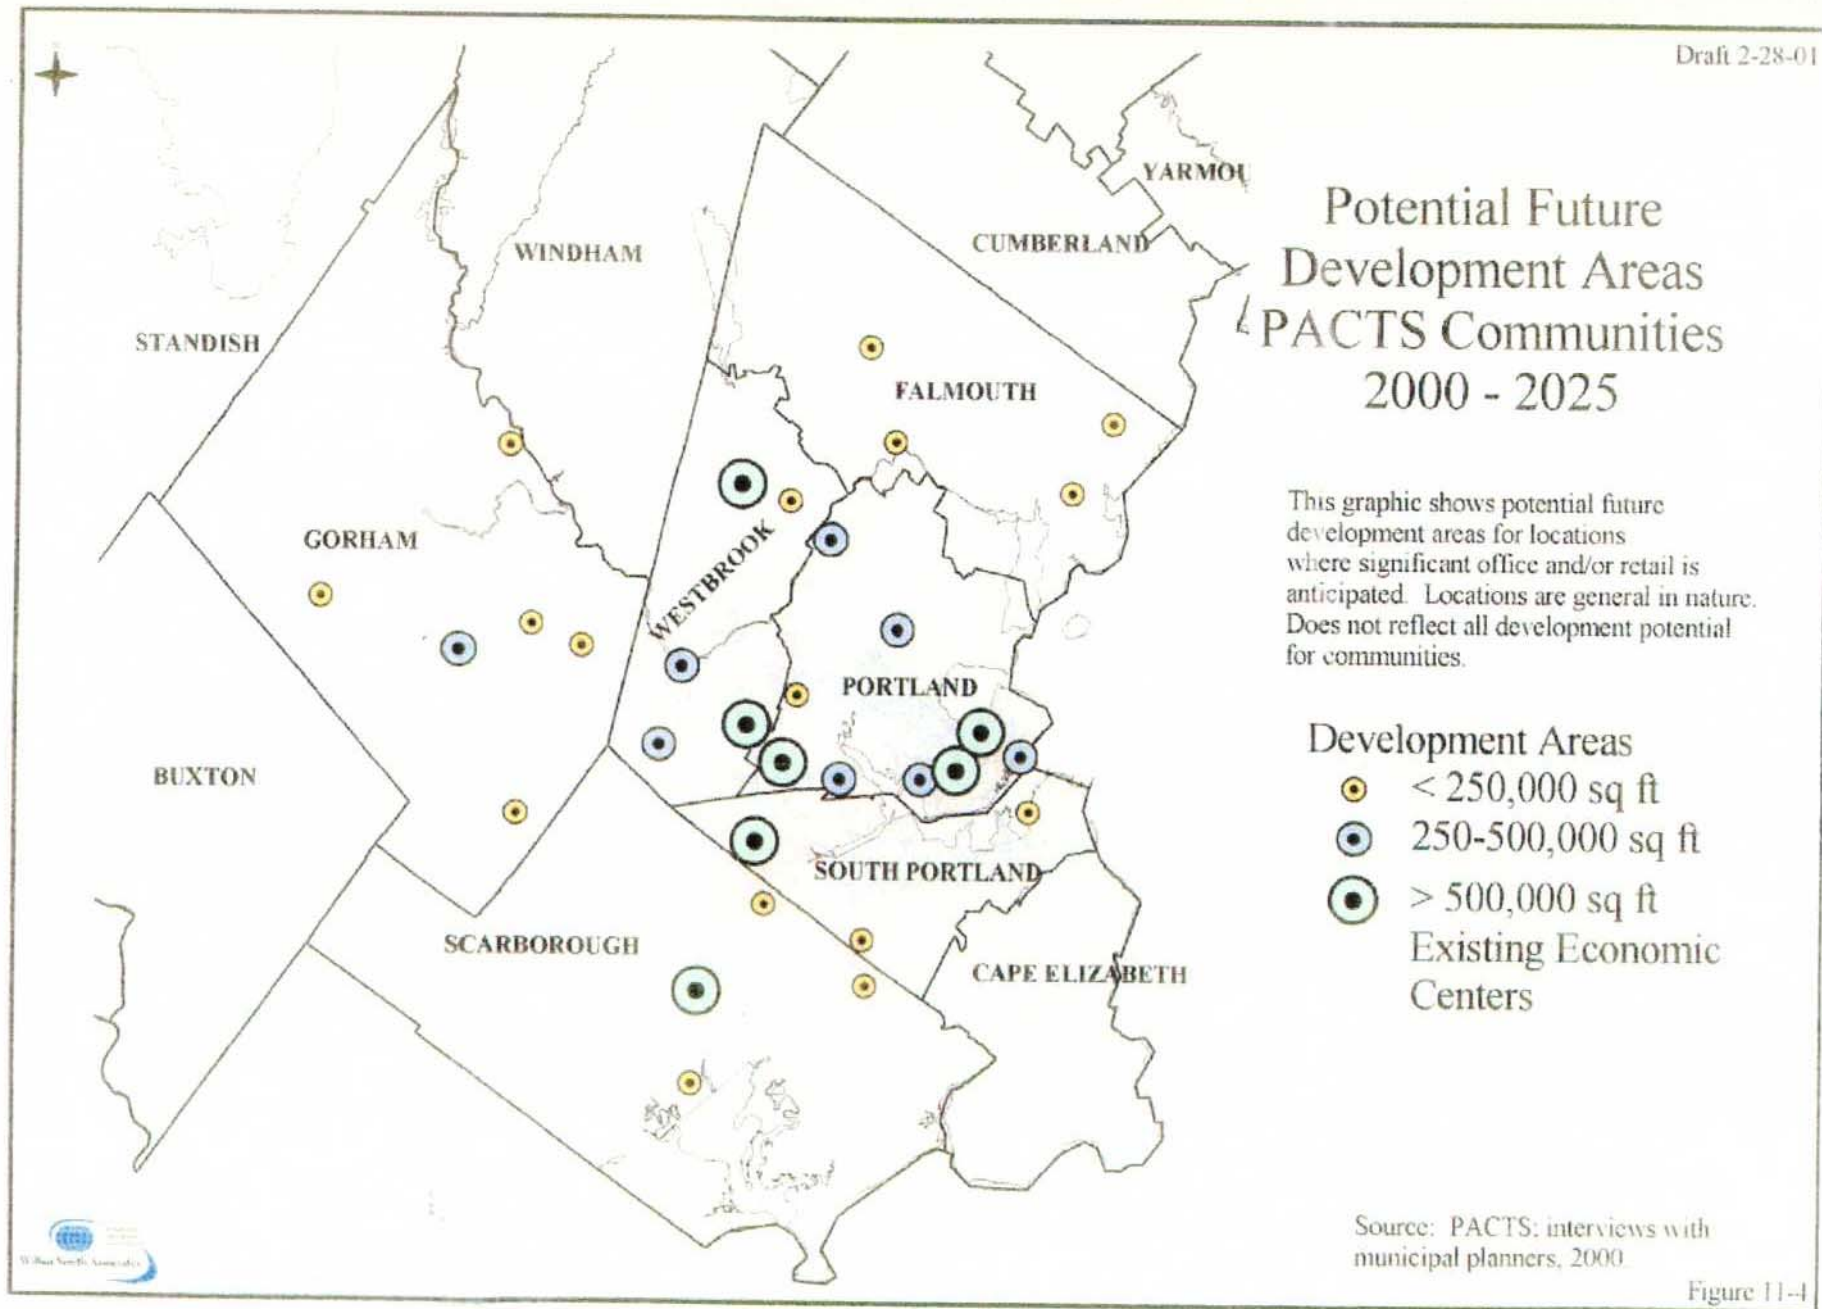 Draft 2-28-01
YARMOU
Potential Future
Development Areas
PACTS Communities
2000 - 2025
CUMBERLAND
WINDHAM
STANDISH
FALMOUTH
This graphic shows potential future
development areas for locations
where significant office and/or retail is
anticipated. Locations are general in nature.
Does not reflect all development potential
for communities.
GORHAM
WESTBROOK
PORTLAND
Development Areas
< 250,000 sq ft
250-500,000 sq ft
> 500,000 sq ft
Existing Economic
Centers
BUXTON
SOUTH PORTLAND
SCARBOROUGH
CAPE ELIZABETH
Source: PACTS: interviews with
municipal planners, 2000.
Wilbur Smith Associates
Figure 11-4